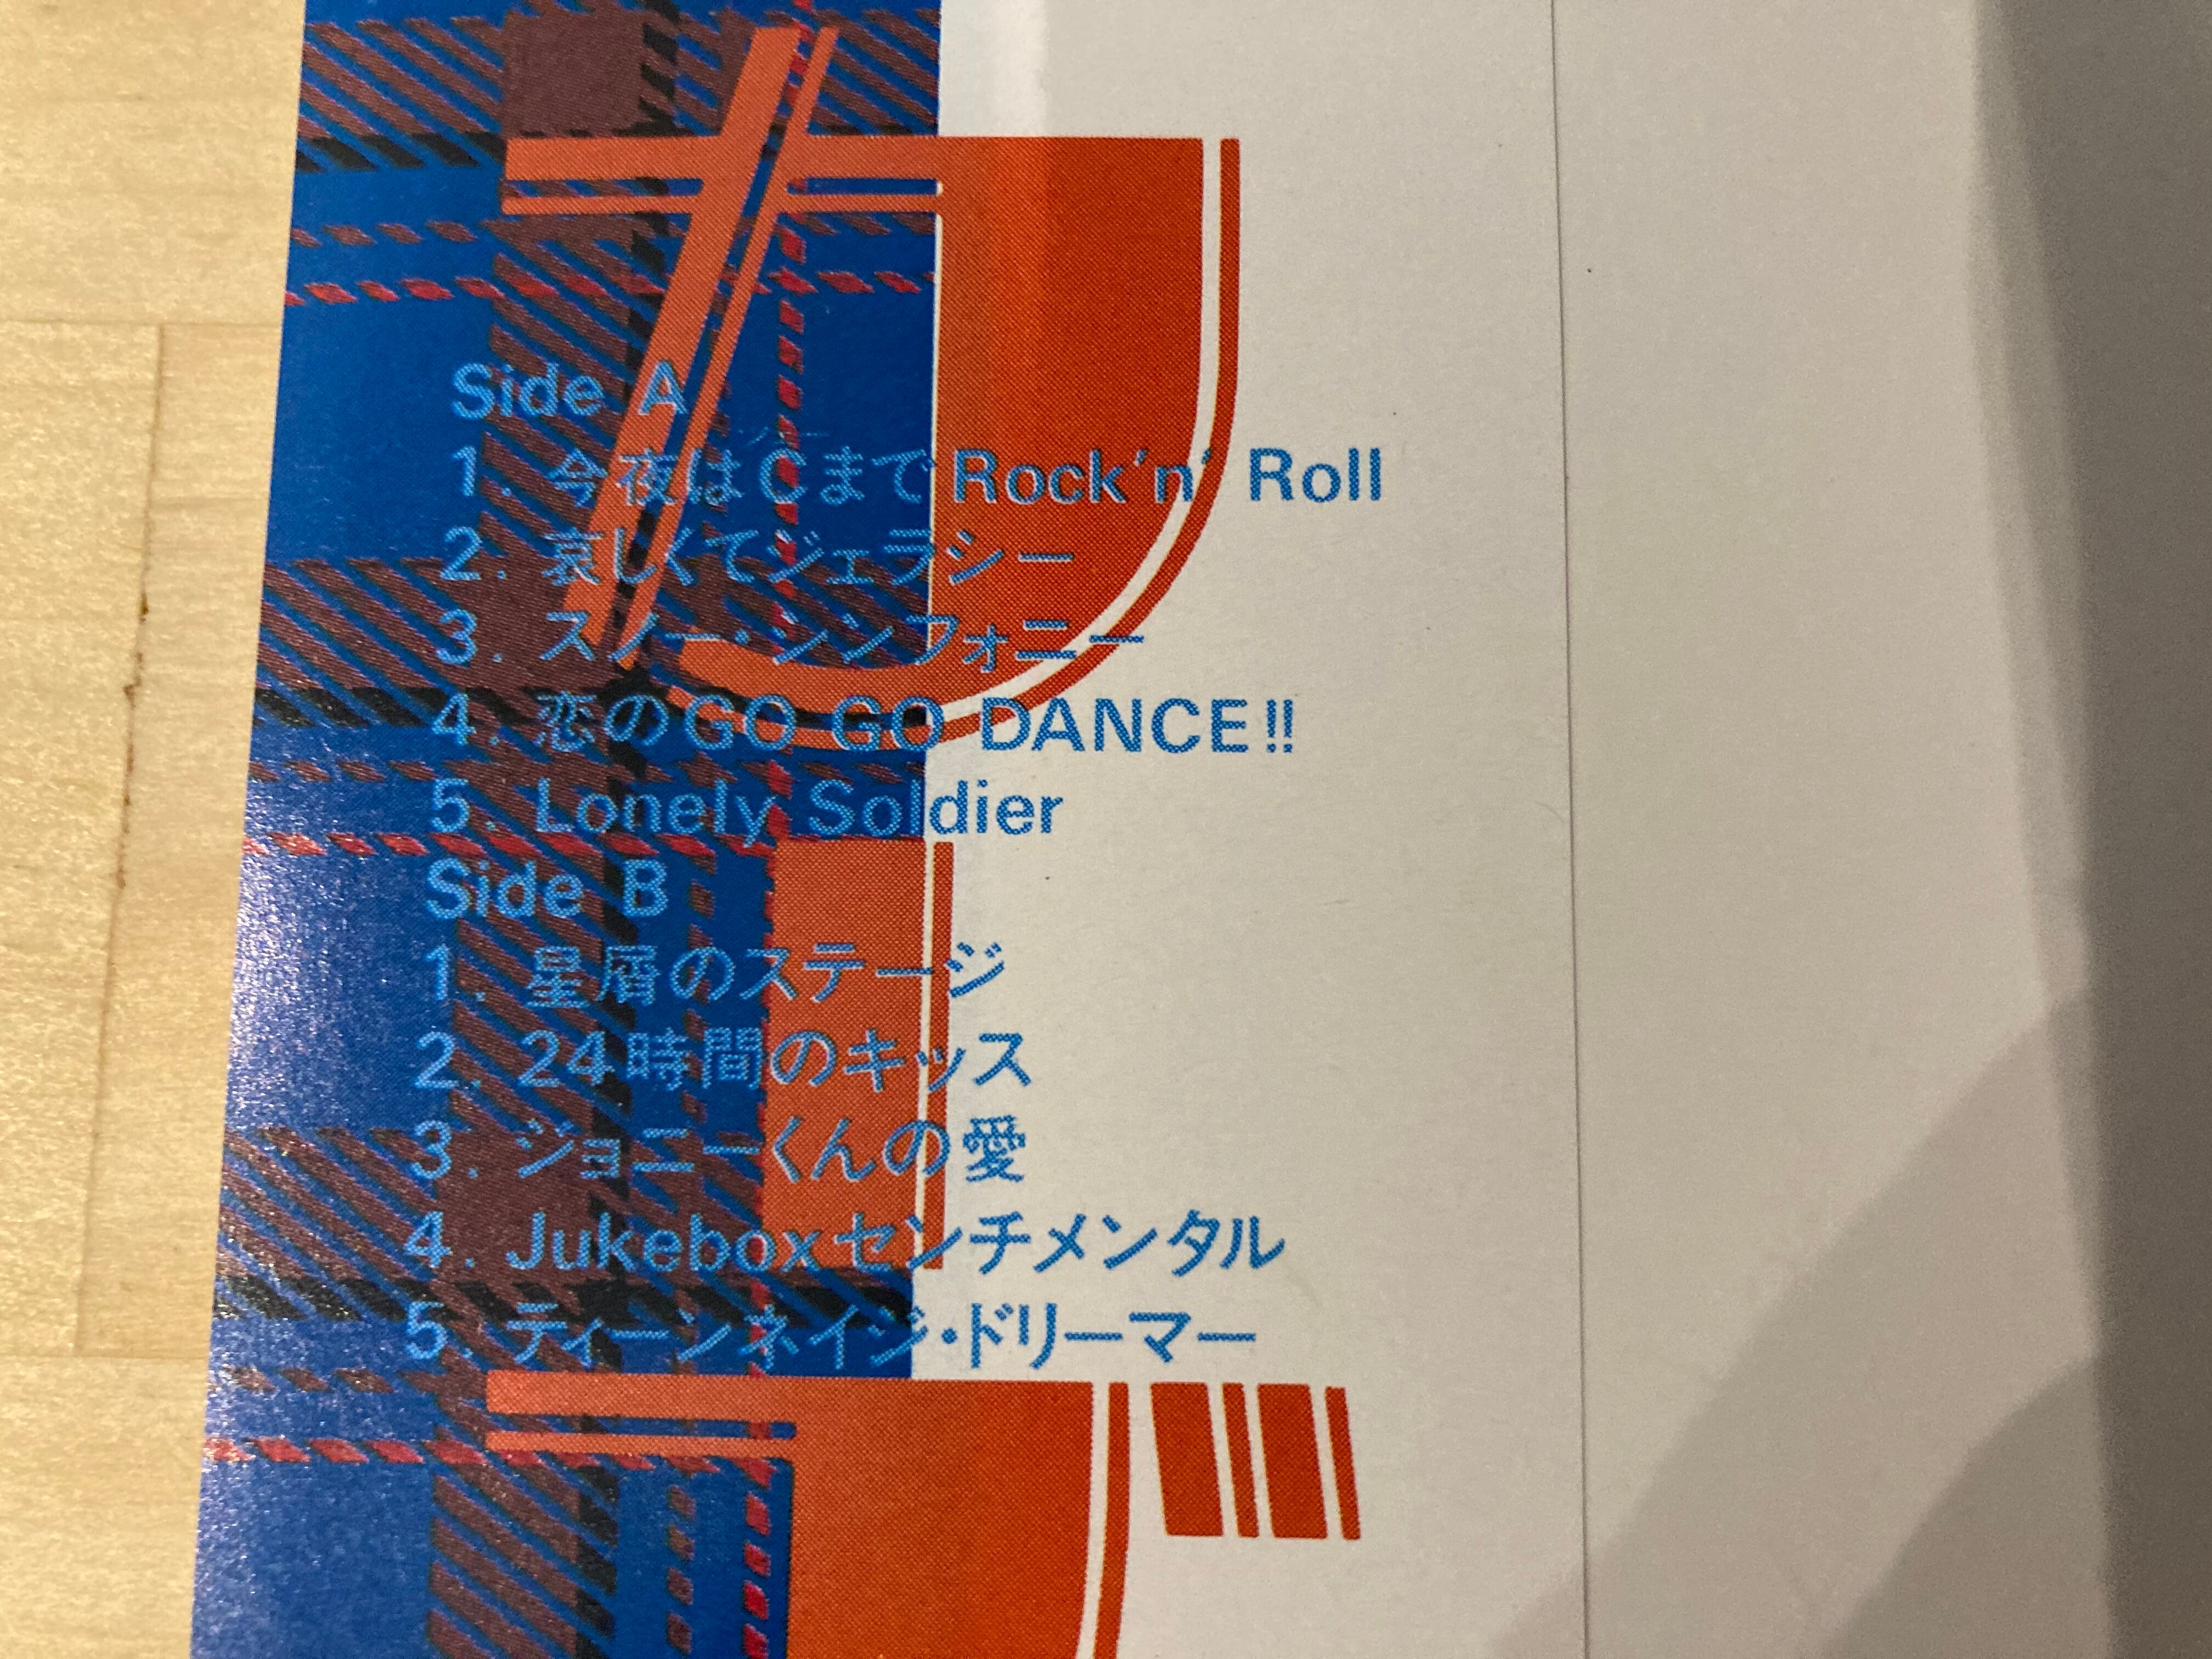 Side A
1. 今夜はCまでRock'n' Roll
2. 哀しくてジェラシー
3. スノー・シンフォニー
4. 恋のGO GO DANCE!!
5. Lonely Soldier
Side B
1. 星屑のステージ
2. 24時間のキッス
3. ジョニーくんの愛
4. Jukeboxセンチメンタル
5. ティーンネイジ・ドリーマー